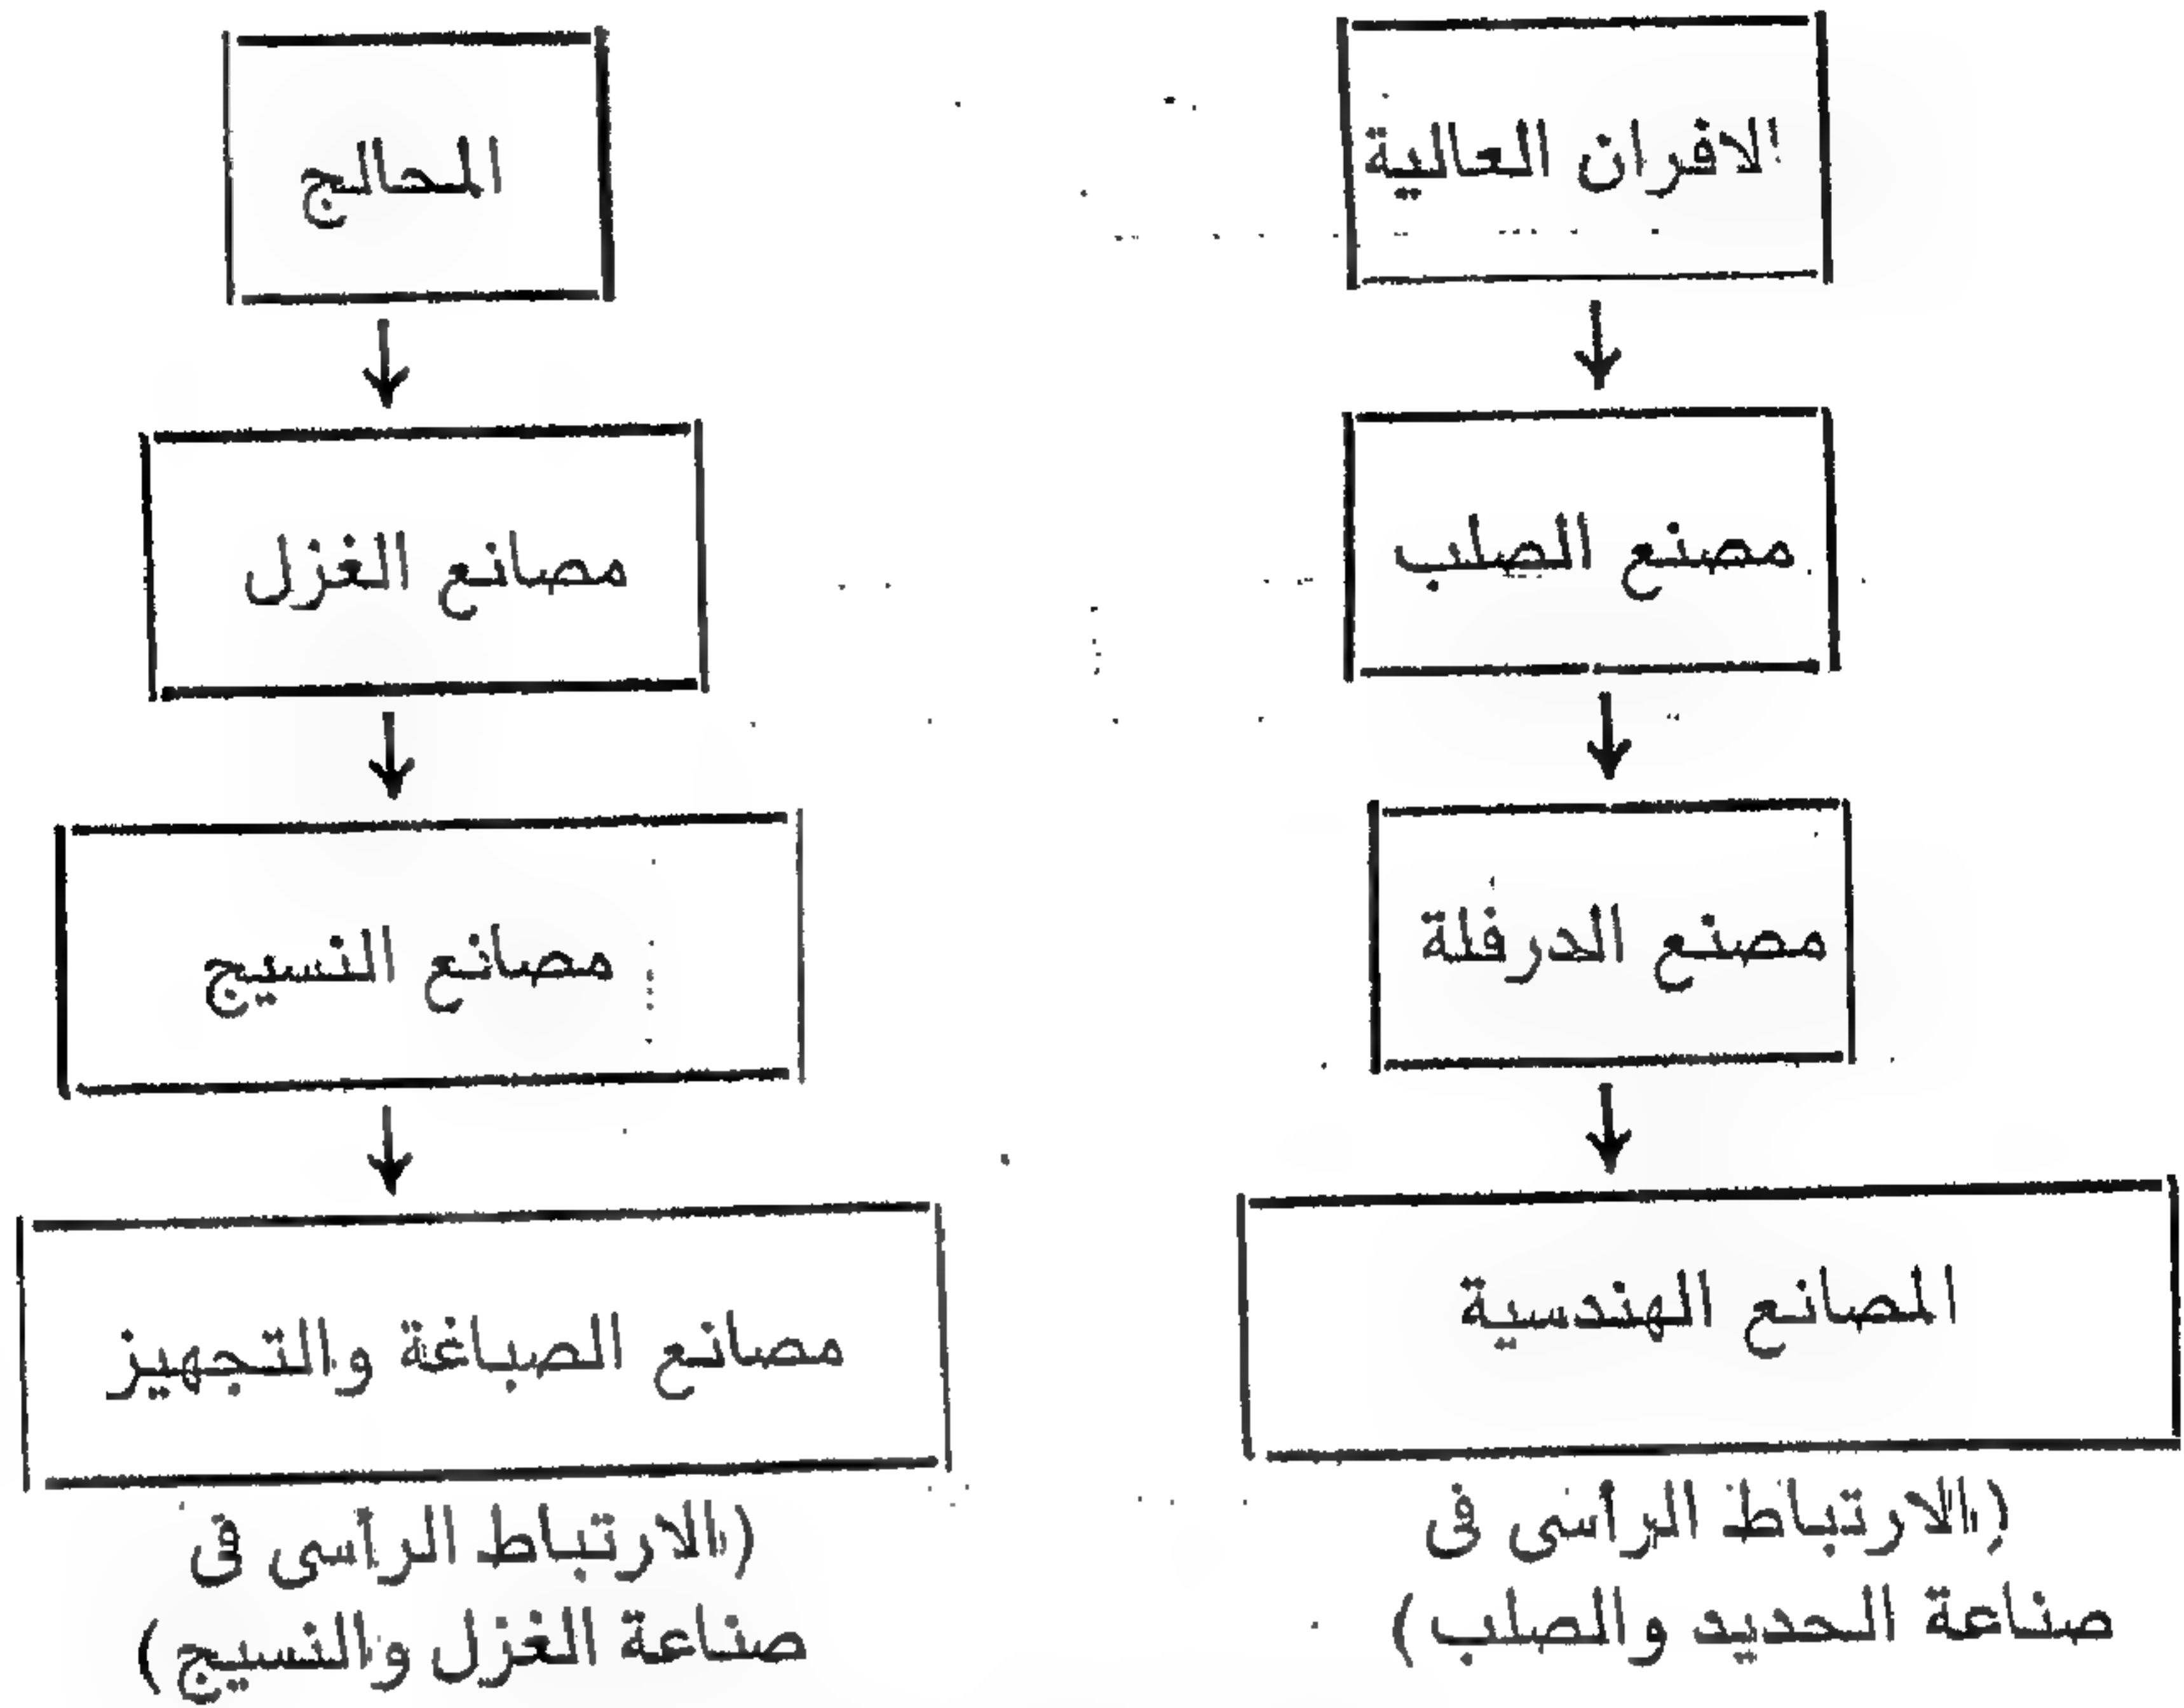 الافران العالية
مصنع الصلب
مصنع الدرفلة
المصانع الهندسية
(الارتباط الرأسى فى
صناعة الحديد والصلب)
المحالج
مصانع الغزل
مصانع النسيج
مصانع الصباغة والتجهيز
(الارتباط الرأسى فى
صناعة الغزل والنسيج)